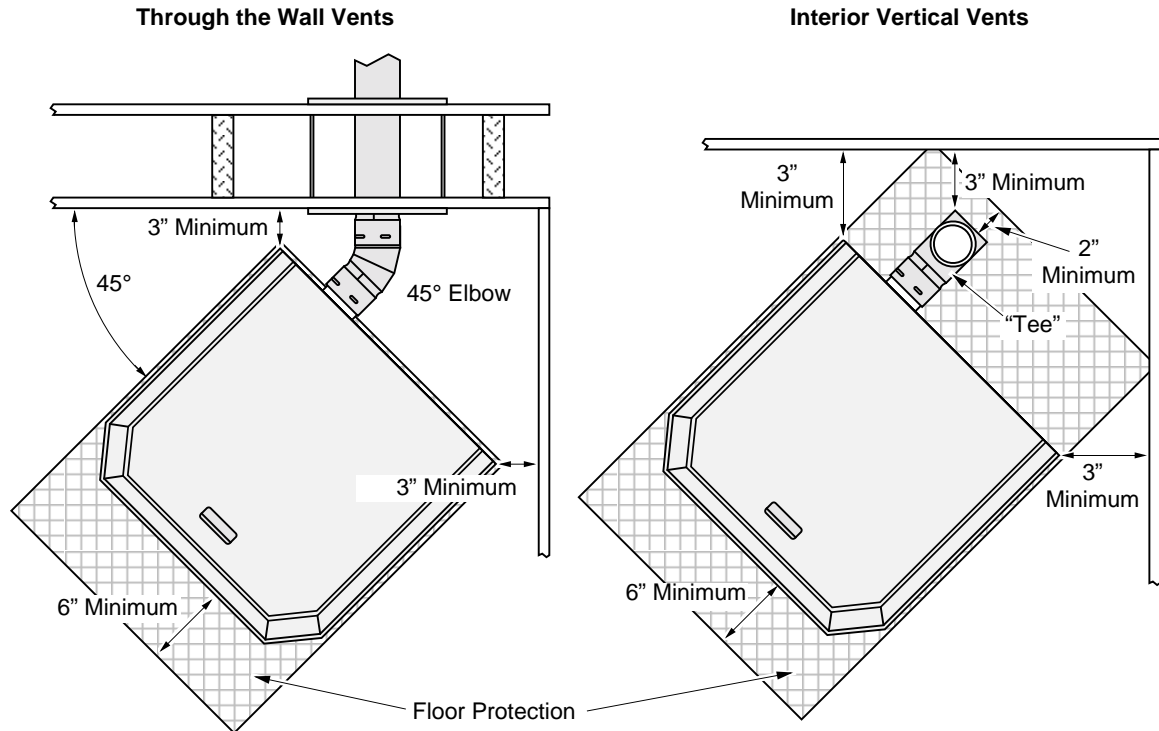 Through the Wall Vents
3” Minimum
45°
45° Elbow
3” Minimum
6” Minimum
Interior Vertical Vents
3”
Minimum
3” Minimum
2”
Minimum
“Tee”
3”
Minimum
6” Minimum
Floor Protection